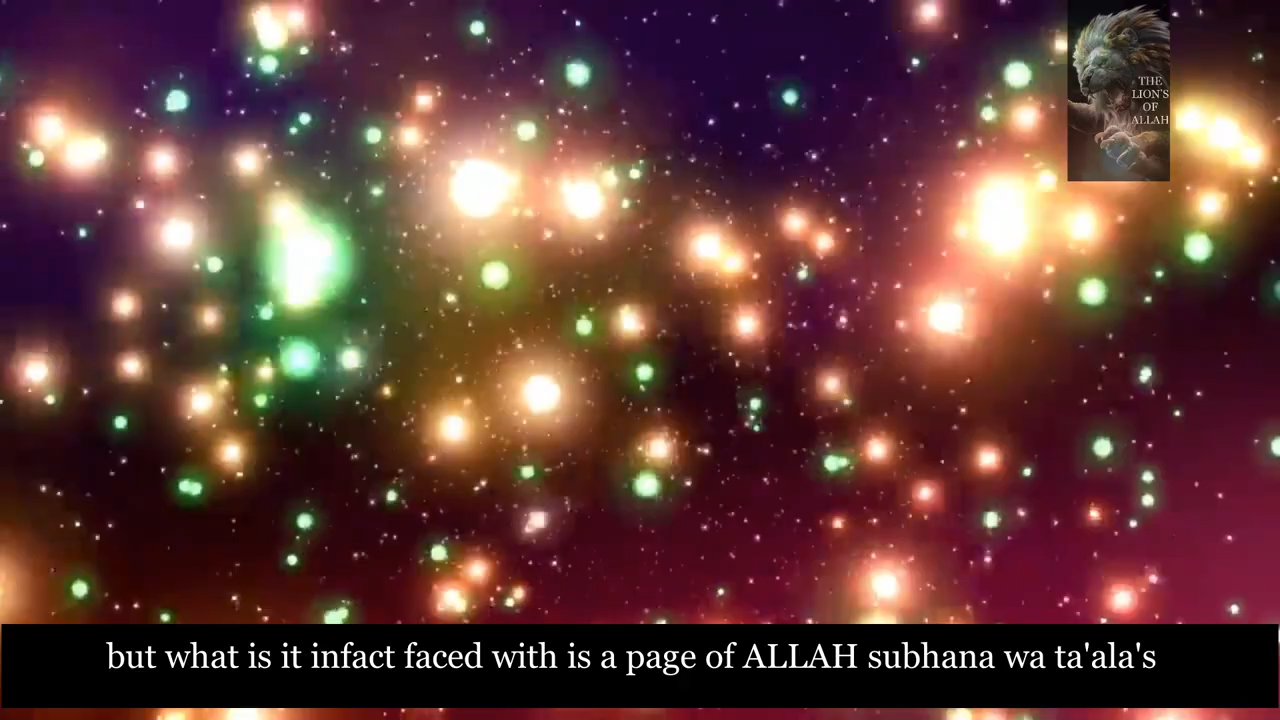 THE
LION'S
OF
ALLAH
but what is it infact faced with is a page of ALLAH subhana wa ta'ala's